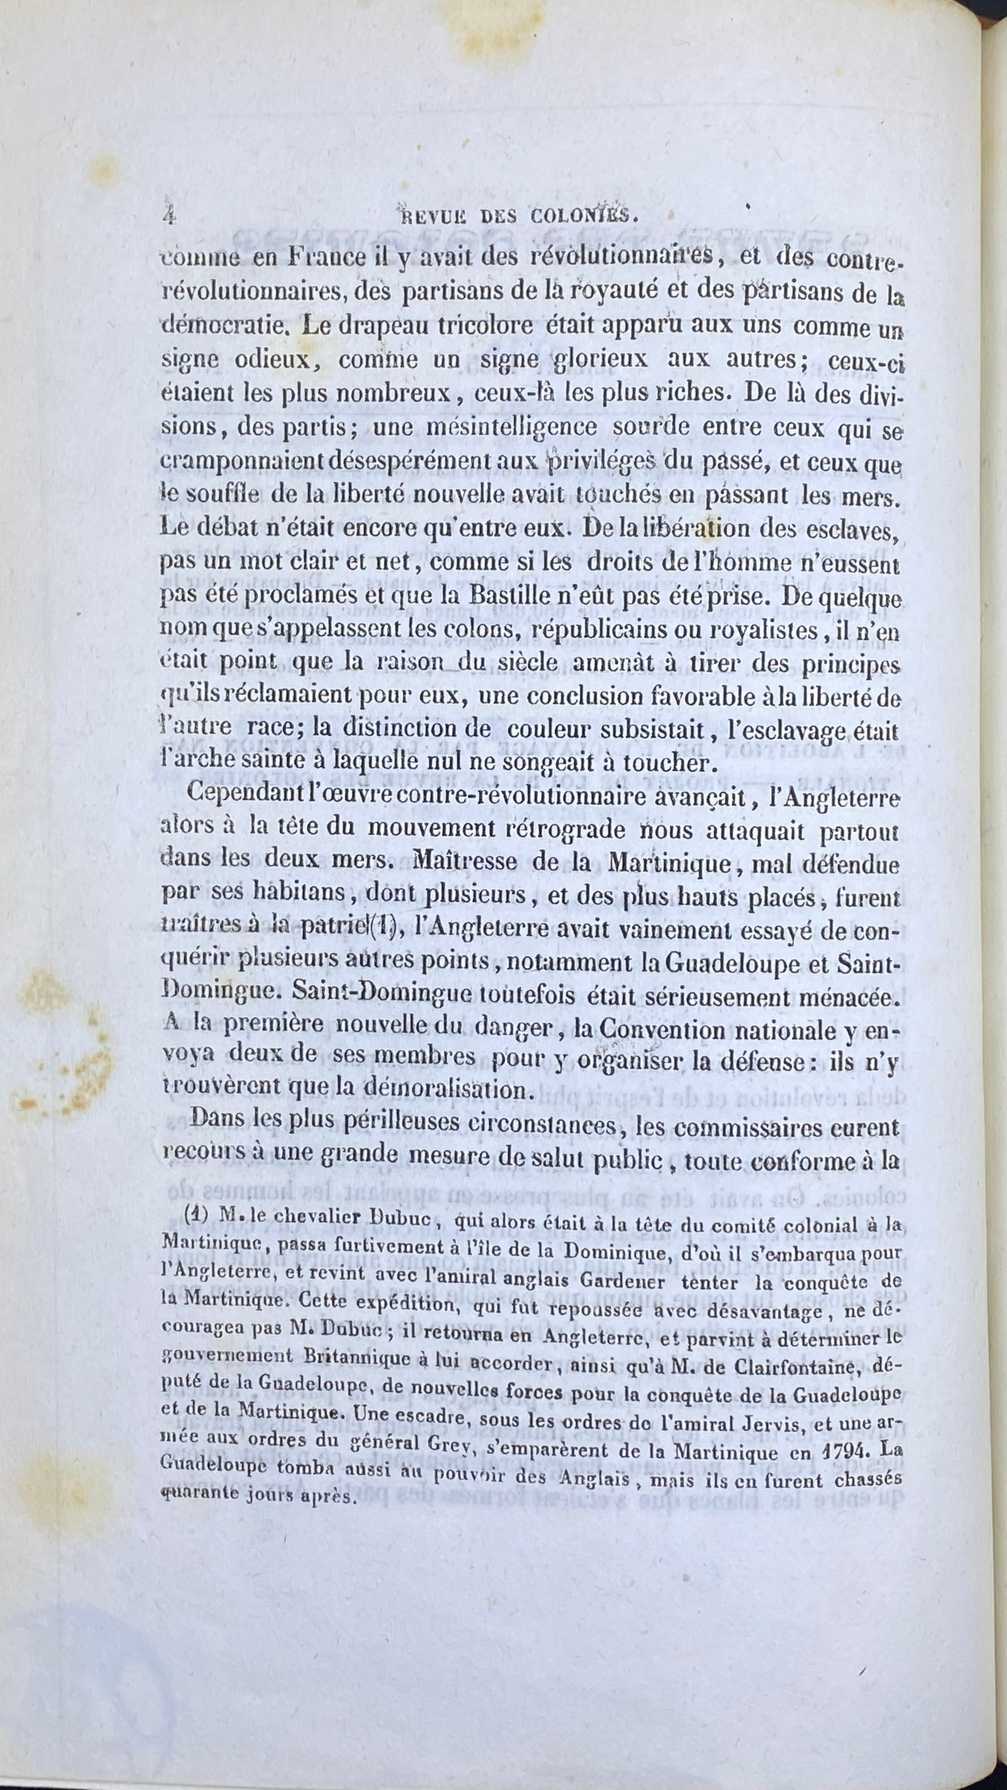 4 REVUE DES COLONIES.
comme en France il y avait des révolutionnaires, et des contre-
révolutionnaires, des partisans de la royauté et des partisans de la
démocratie. Le drapeau tricolore était apparu aux uns comme un
signe odieux, comme un signe glorieux aux autres; ceux-ci
étaient les plus nombreux, ceux-là les plus riches. De là des divi-
sions, des partis; une mésintelligence sourde entre ceux qui se
cramponnaient désespérément aux priviléges du passé, et ceux que
le souffle de la liberté nouvelle avait touchés en passant les mers.
Le débat n'était encore qu'entre eux. De la libération des esclaves,
pas un mot clair et net, comme si les droits de l'homme n'eussent
pas été proclamés et que la Bastille n'eût pas été prise. De quelque
nom que s'appelassent les colons, républicains ou royalistes, il n'en
était point que la raison du siècle amenât à tirer des principes
qu'ils réclamaient pour eux, une conclusion favorable à la liberté de
l'autre race; la distinction de couleur subsistait, l'esclavage était
l'arche sainte à laquelle nul ne songeait à toucher.
Cependant l'œuvre contre-révolutionnaire avançait, l'Angleterre
alors à la tête du mouvement rétrograde nous attaquait partout
dans les deux mers. Maîtresse de la Martinique, mal défendue
par ses habitans, dont plusieurs, et des plus hauts placés, furent
traîtres à la patrie (1), l'Angleterre avait vainement essayé de con-
quérir plusieurs autres points, notamment la Guadeloupe et Saint-
Domingue. Saint-Domingue toutefois était sérieusement ménacée.
A la première nouvelle du danger, la Convention nationale y en-
voya deux de ses membres pour y organiser la défense: ils n'y
trouvèrent que la démoralisation.
Dans les plus périlleuses circonstances, les commissaires eurent
recours à une grande mesure de salut public, toute conforme à la
(1) M. le chevalier Dubuc, qui alors était à la tête du comité colonial à la
Martinique, passa furtivement à l'île de la Dominique, d'où il s'embarqua pour
l'Angleterre, et revint avec l'amiral anglais Gardener tenter la conquête de
la Martinique. Cette expédition, qui fut repoussée avec désavantage, ne dé-
couragea pas M. Dubuc; il retourna en Angleterre, et parvint à déterminer le
gouvernement Britannique à lui accorder, ainsi qu'à M. de Clairfontaine, dé-
puté de la Guadeloupe, de nouvelles forces pour la conquête de la Guadeloupe
et de la Martinique. Une escadre, sous les ordres de l'amiral Jervis, et une ar-
mée aux ordres du général Grey, s'emparèrent de la Martinique en 1794. La
Guadeloupe tomba aussi au pouvoir des Anglais, mais ils en furent chassés
quarante jours après.